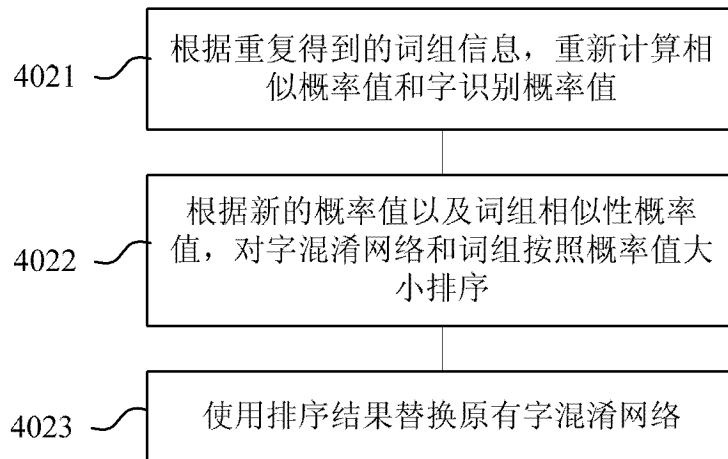 4021
根据重复得到的词组信息，重新计算相
似概率值和字识别概率值
4022
根据新的概率值以及词组相似性概率
值，对字混淆网络和词组按照概率值大
小排序
4023
使用排序结果替换原有字混淆网络